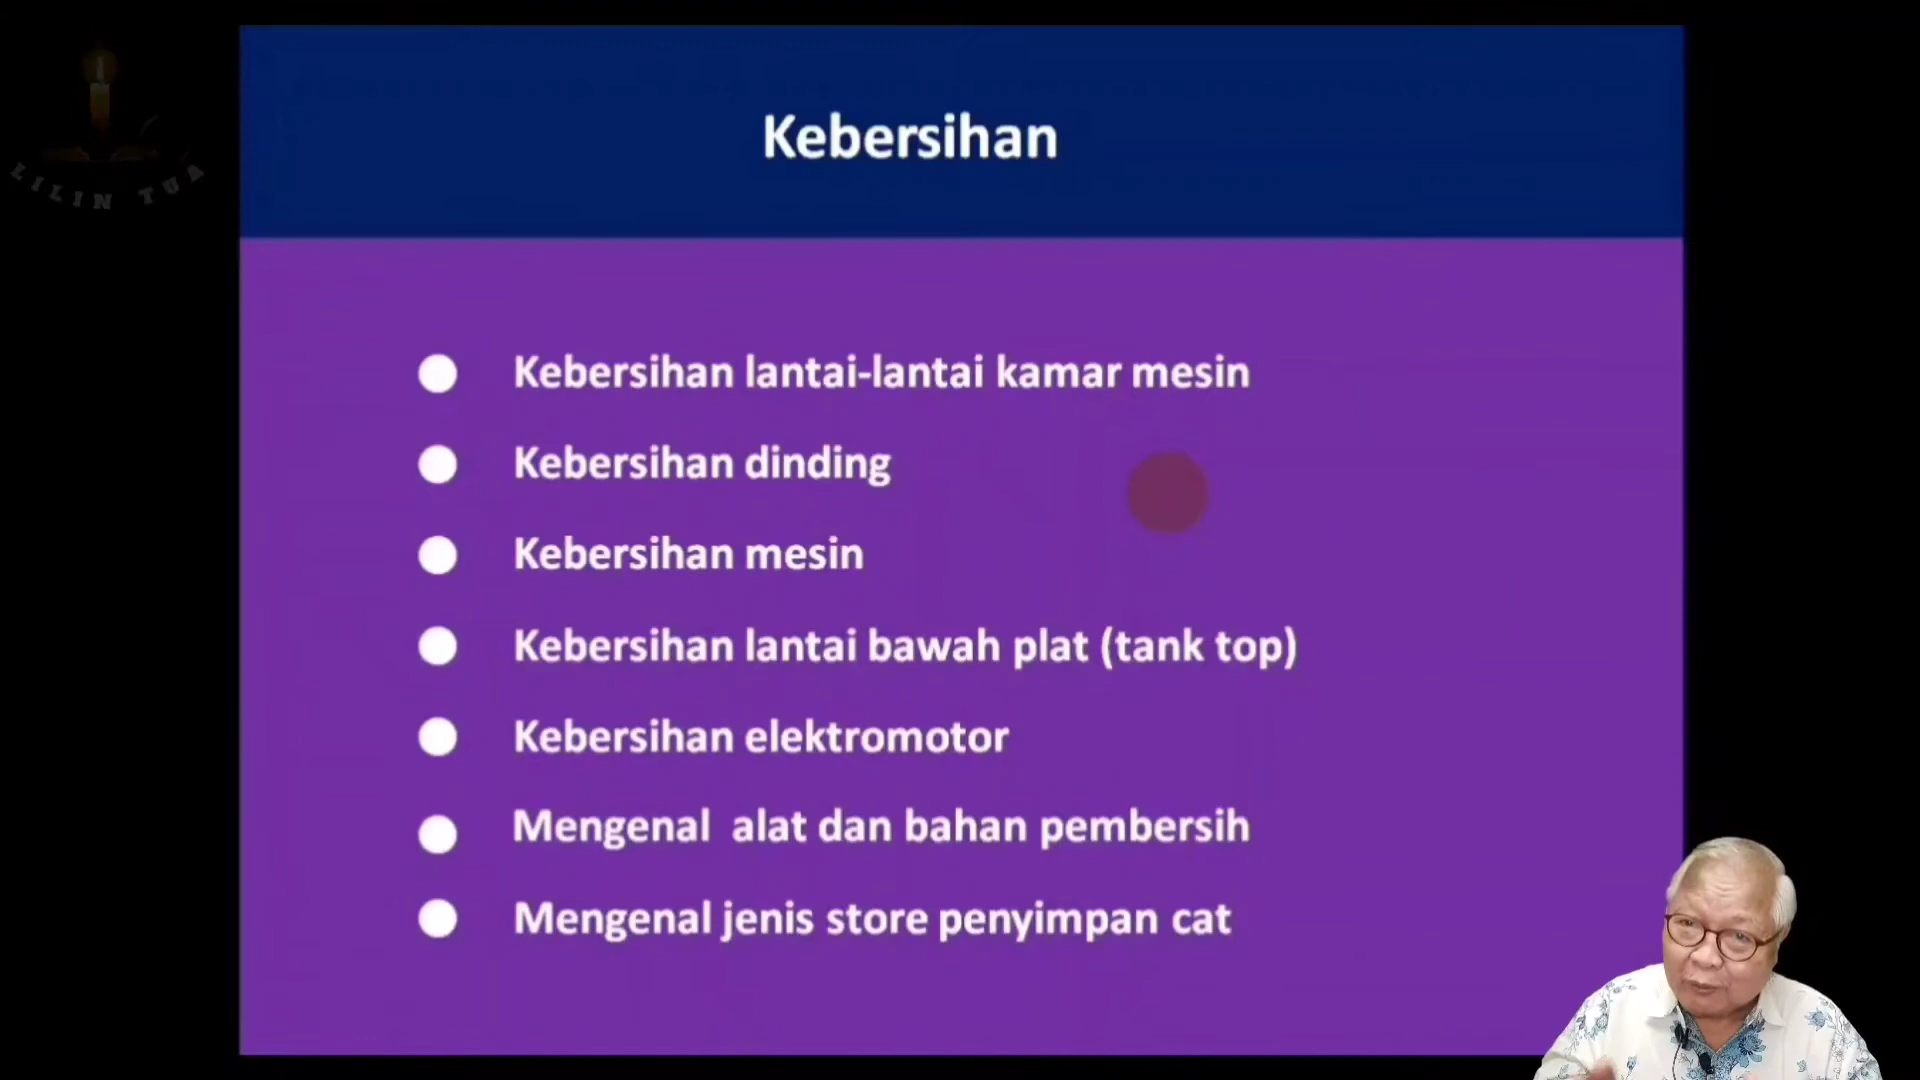 LILIN TUA
Kebersihan
Kebersihan lantai-lantai kamar mesin
Kebersihan dinding
Kebersihan mesin
Kebersihan lantai bawah plat (tank top)
Kebersihan elektromotor
Mengenal alat dan bahan pembersih
Mengenal jenis store penyimpan cat